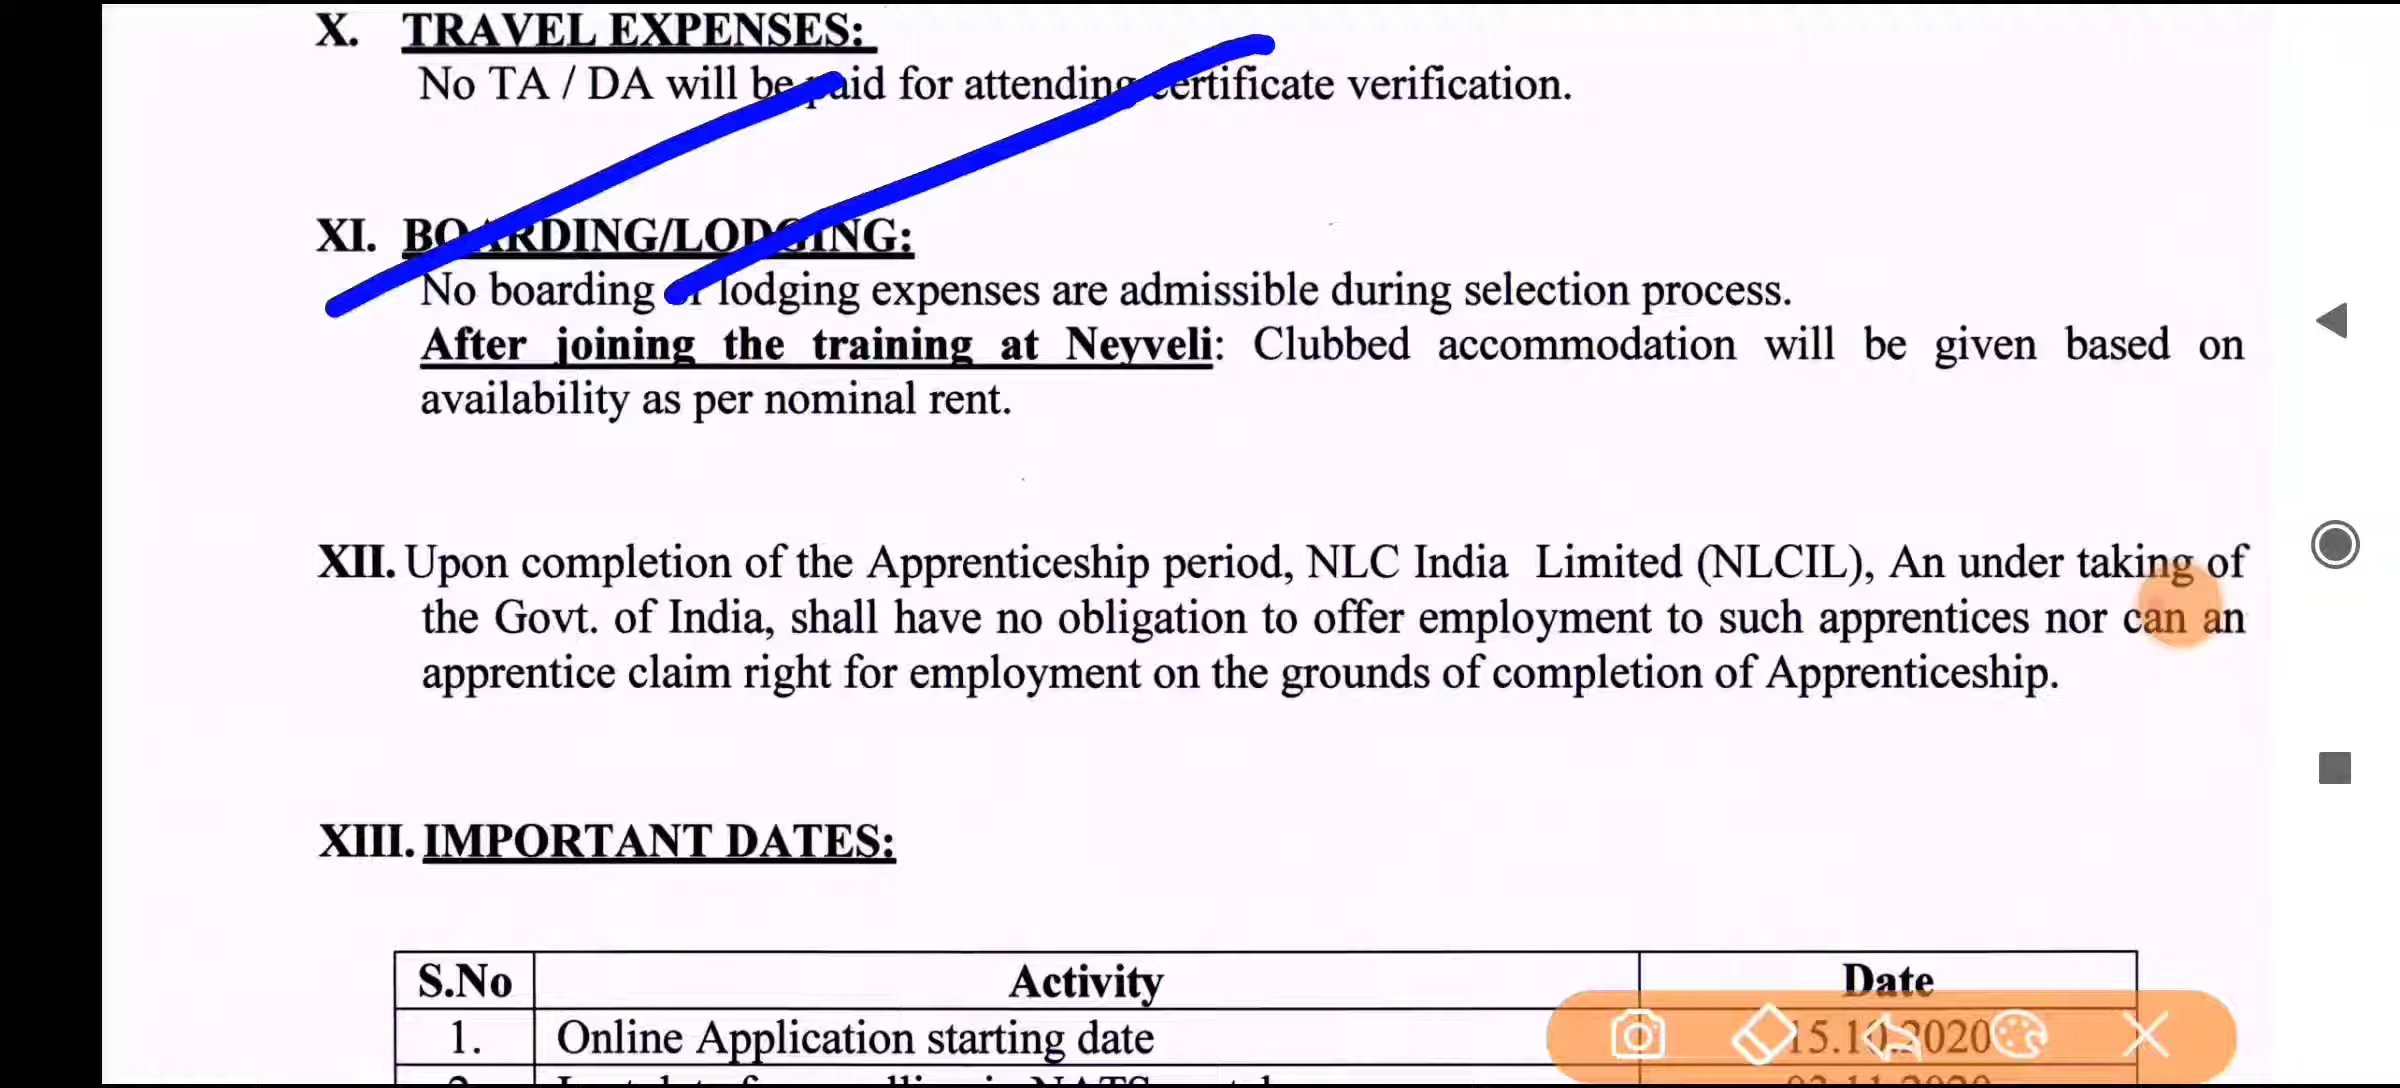 X. TRAVEL EXPENSES:
No TA / DA will be paid for attending certificate verification.
XI. BOARDING/LODGING:
No boarding or lodging expenses are admissible during selection process.
After joining the training at Neyveli: Clubbed accommodation will be given based on
availability as per nominal rent.
XII. Upon completion of the Apprenticeship period, NLC India Limited (NLCIL), An under taking of
the Govt. of India, shall have no obligation to offer employment to such apprentices nor can an
apprentice claim right for employment on the grounds of completion of Apprenticeship.
XIII. IMPORTANT DATES:
S.No Activity Date
1. Online Application starting date 15.10.2020